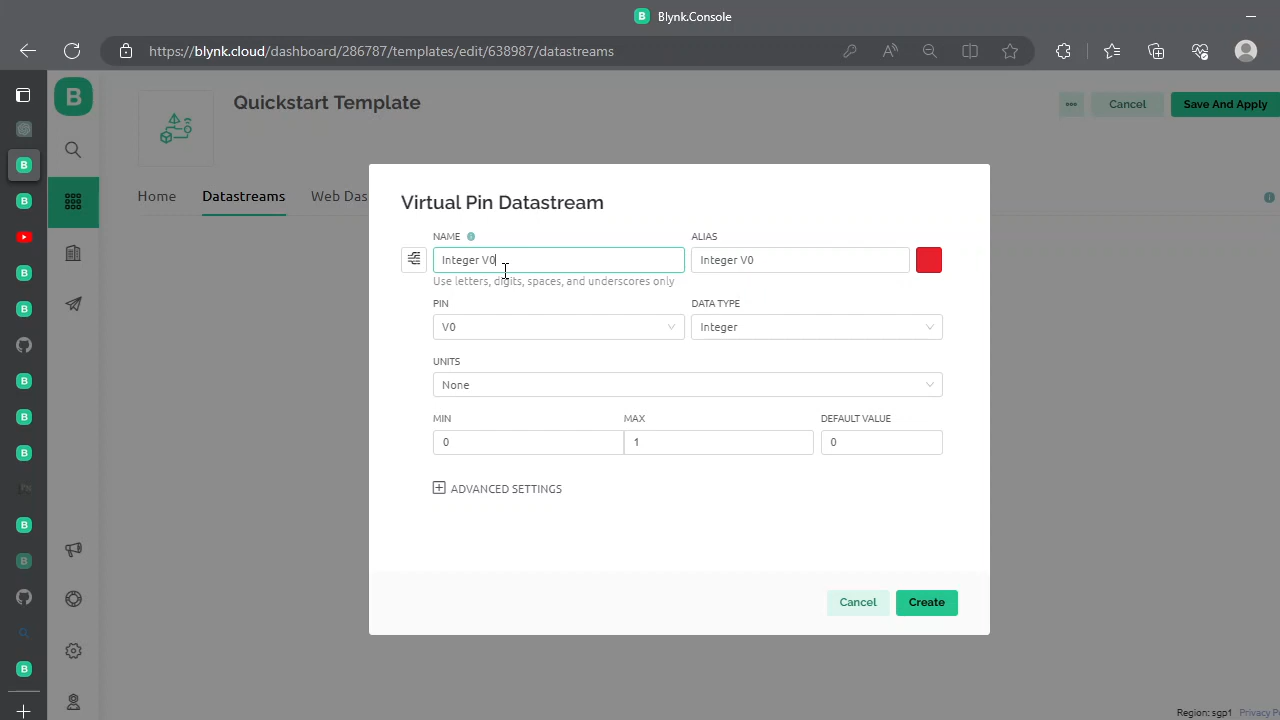 B Blynk.Console
https://blynk.cloud/dashboard/286787/templates/edit/638987/datastreams
B
Quickstart Template
Cancel
Save And Apply
Home
Datastreams
Web Das
Virtual Pin Datastream
NAME
ALIAS
Integer V0
Integer V0
Use letters, digits, spaces, and underscores only
PIN
DATA TYPE
V0
Integer
UNITS
None
MIN
MAX
DEFAULT VALUE
0
1
0
ADVANCED SETTINGS
Cancel
Create
Region: sgp1 Privacy P